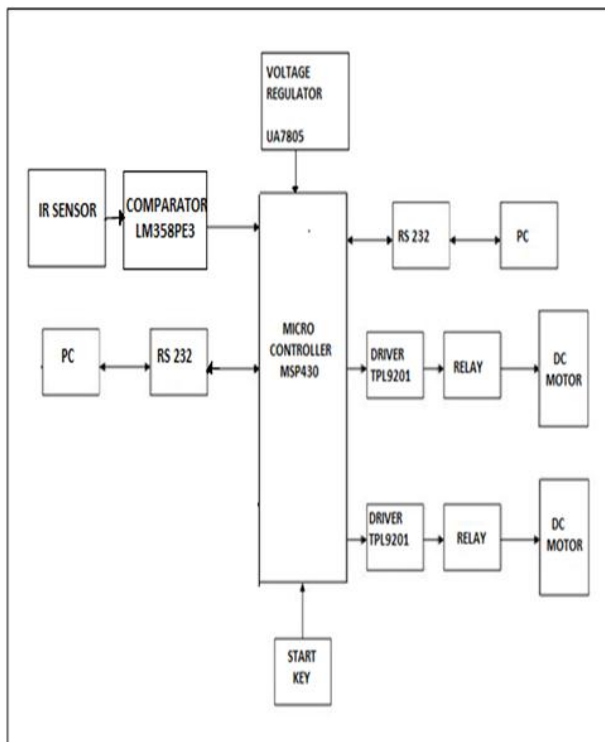 VOLTAGE
REGULATOR
UA7805
IR SENSOR
COMPARATOR
LM358PE3
RS 232
PC
PC
RS 232
MICRO
CONTROLLER
MSP430
DRIVER
TPL9201
RELAY
DC
MOTOR
DRIVER
TPL9201
RELAY
DC
MOTOR
START
KEY